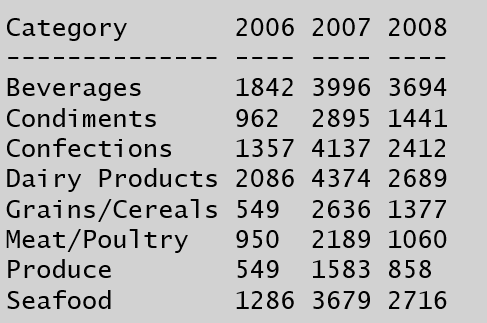 Category       2006 2007 2008
-------------- ---- ---- ----
Beverages      1842 3996 3694
Condiments     962  2895 1441
Confections    1357 4137 2412
Dairy Products 2086 4374 2689
Grains/Cereals 549  2636 1377
Meat/Poultry   950  2189 1060
Produce        549  1583 858
Seafood        1286 3679 2716